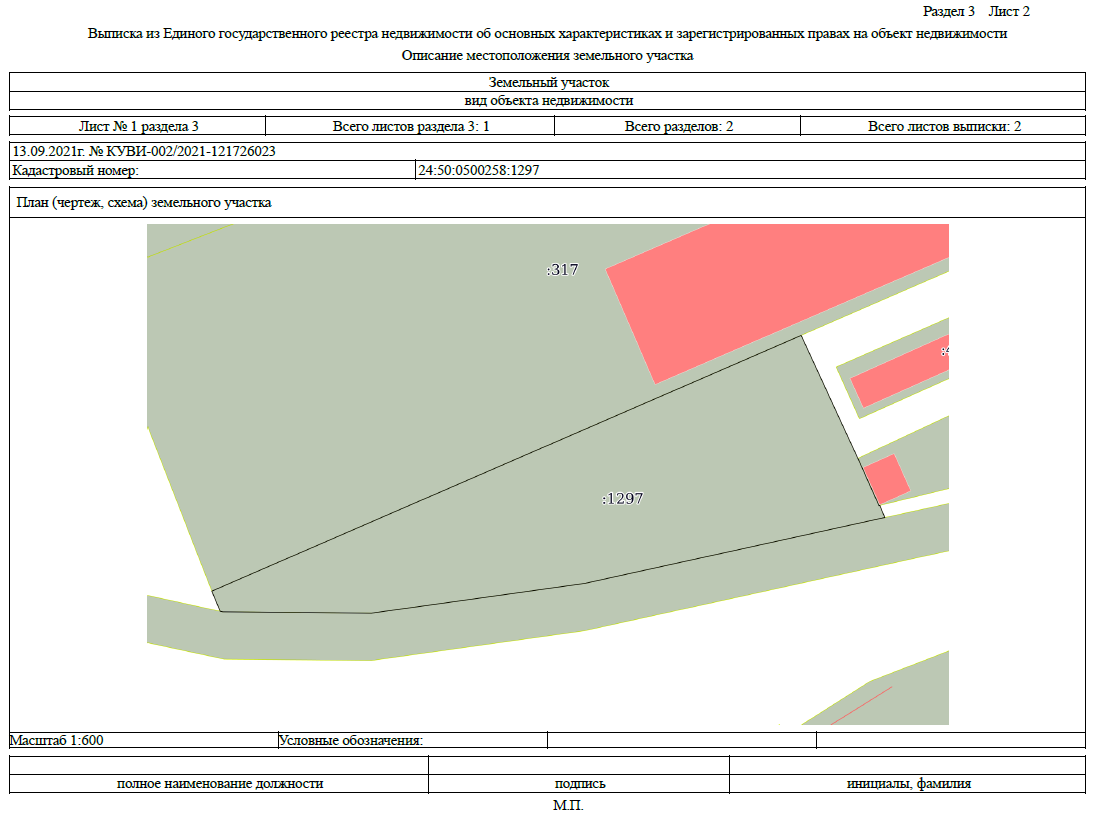 Раздел 3 Лист 2
Выписка из Единого государственного реестра недвижимости об основных характеристиках и зарегистрированных правах на объект недвижимости
Описание местоположения земельного участка
Земельный участок
вид объекта недвижимости
Лист № 1 раздела 3 Всего листов раздела 3: 1 Всего разделов: 2 Всего листов выписки: 2
13.09.2021г. № КУВИ-002/2021-121726023
Кадастровый номер: 24:50:0500258:1297
План (чертеж, схема) земельного участка
:317
:1297
Масштаб 1:600 Условные обозначения:
полное наименование должности подпись инициалы, фамилия
М.П.